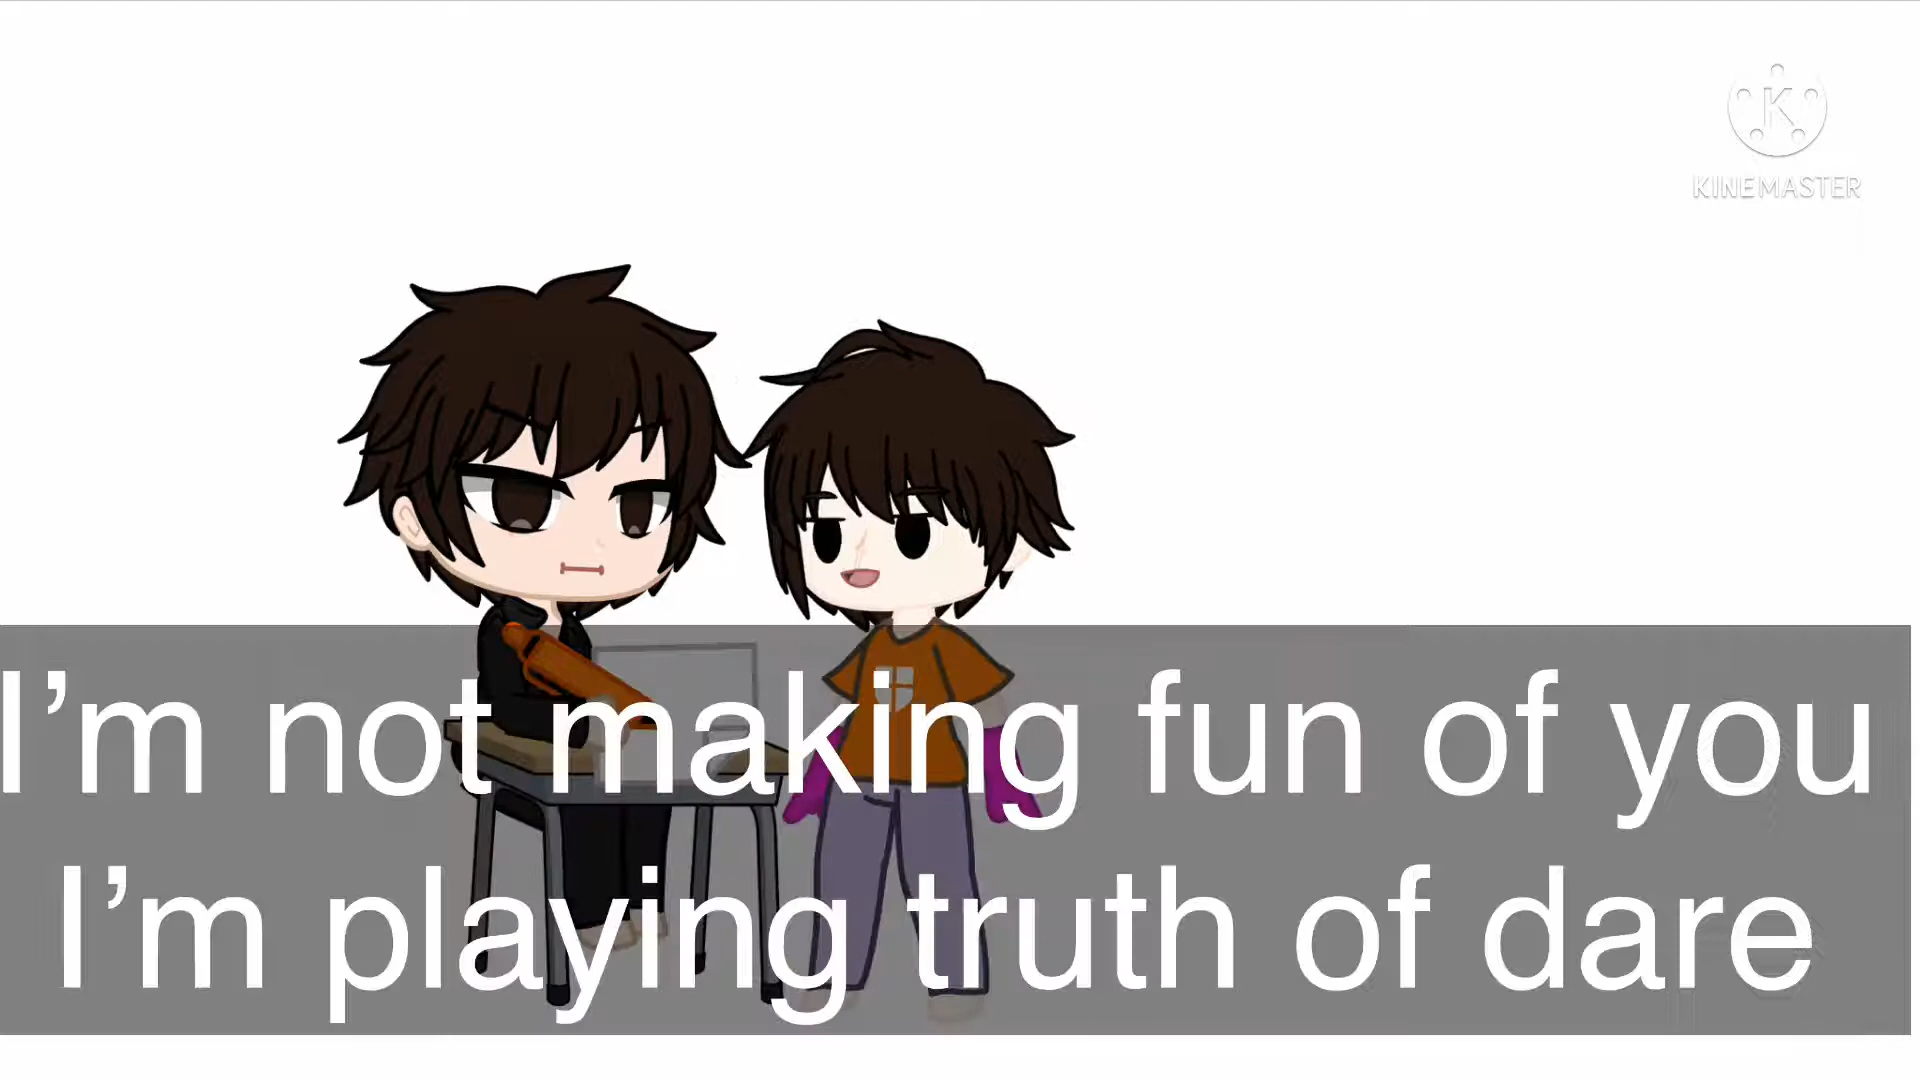 K
KINEMASTER
I’m not making fun of you
I’m playing truth of dare